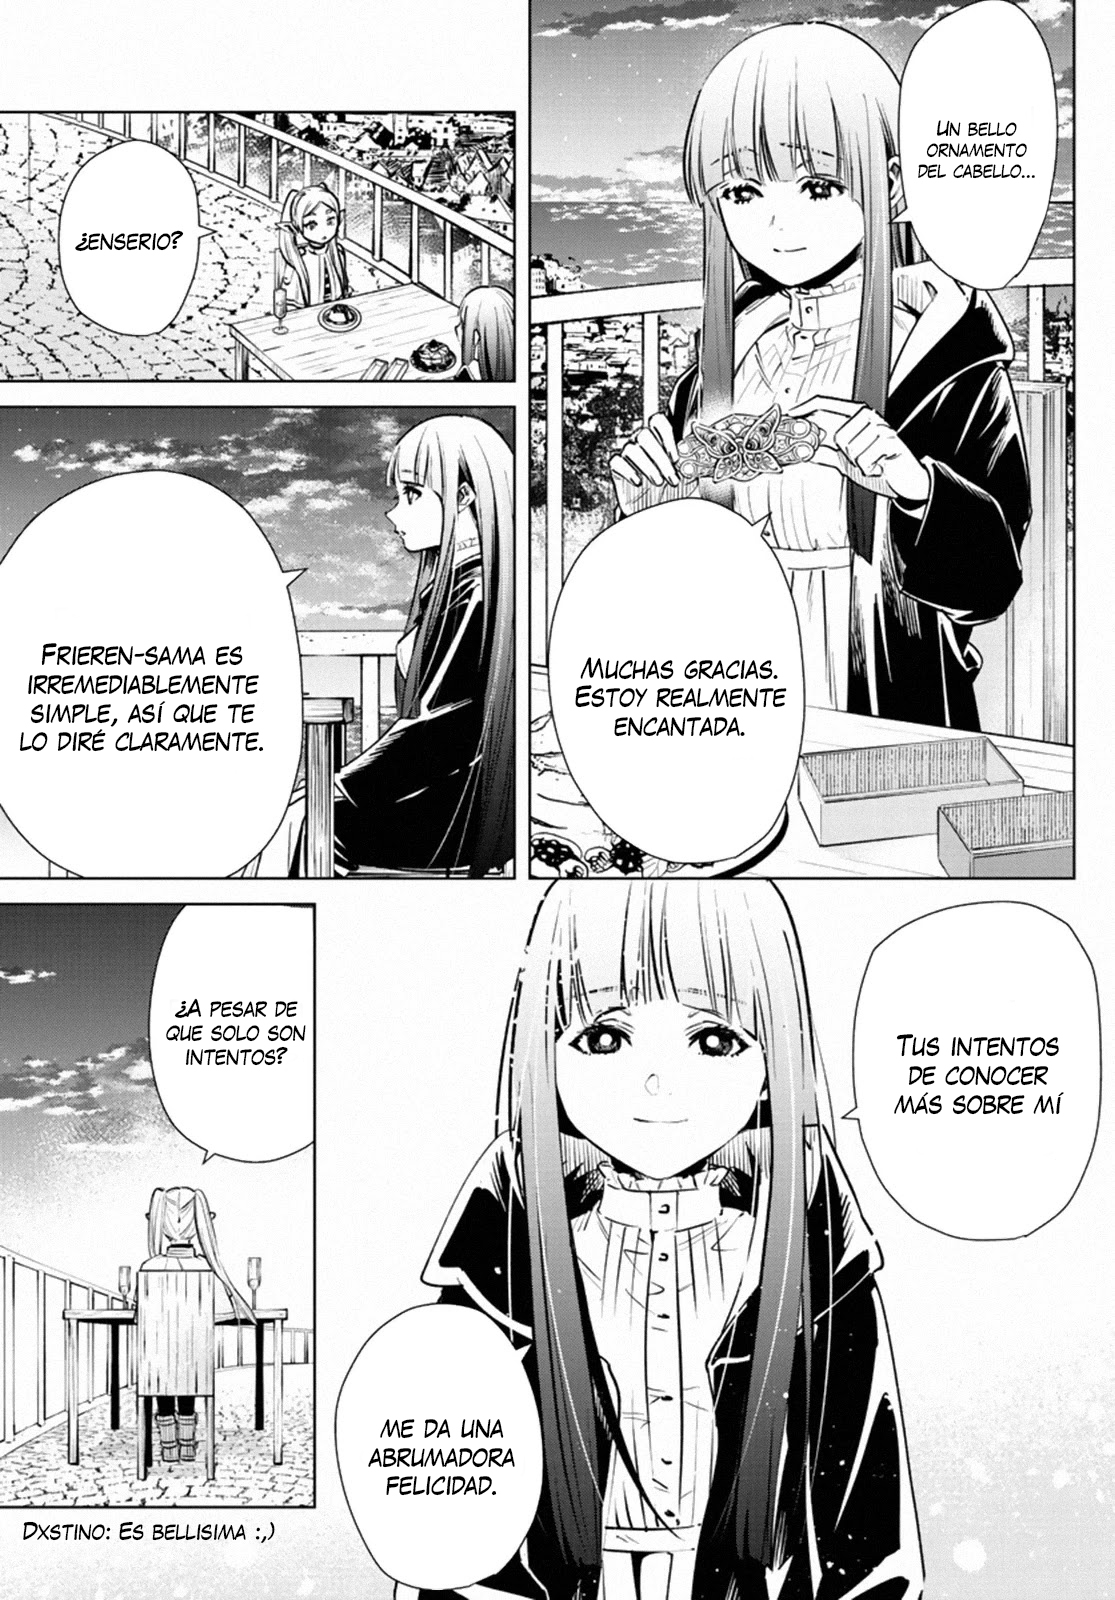 UN BELLO
ORNAMENTO
DEL CABELLO...
MUCHAS GRACIAS.
ESTOY REALMENTE
ENCANTADA.
¿ENSERIO?
FRIEREN-SAMA ES
IRREMEDIABLEMENTE
SIMPLE, ASÍ QUE TE
LO DIRÉ CLARAMENTE.
TUS INTENTOS
DE CONOCER
MÁS SOBRE MÍ
ME DA UNA
ABRUMADORA
FELICIDAD.
¿A PESAR DE
QUE SOLO SON
INTENTOS?
DXSTINO: ES BELLISIMA :,)